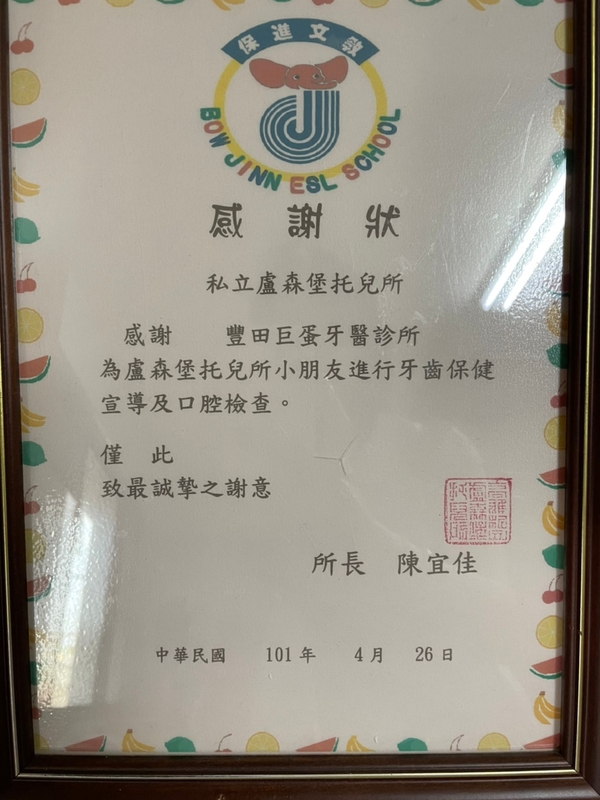 保進文教
BOW JINN ESL SCHOOL
感謝狀
私立盧森堡托兒所
感謝 豐田巨蛋牙醫診所
為盧森堡托兒所小朋友進行牙齒保健
宣導及口腔檢查。
僅此
致最誠摯之謝意
所長 陳宜佳
中華民國 101年 4月 26日